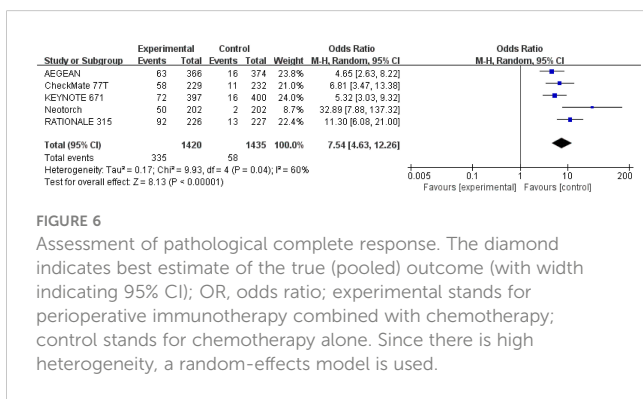 Experimental Control Odds Ratio Odds Ratio
Study or Subgroup Events Total Events Total Weight M-H, Random, 95% CI M-H, Random, 95% CI
AEGEAN 63 366 16 374 23.8% 4.65 [2.63, 8.22]
CheckMate 77T 58 229 11 232 21.0% 6.81 [3.47, 13.38]
KEYNOTE 671 72 397 16 400 24.0% 5.32 [3.03, 9.32]
Neotorch 50 202 2 202 8.7% 32.89 [7.88, 137.32]
RATIONALE 315 92 226 13 227 22.4% 11.30 [6.08, 21.00]
Total (95% CI) 1420 1435 100.0% 7.54 [4.63, 12.26]
Total events 335 58
Heterogeneity: Tau² = 0.17; Chi² = 9.93, df = 4 (P = 0.04); I² = 60%
Test for overall effect: Z = 8.13 (P < 0.00001)
0.005 0.1 1 10 200
Favours [experimental] Favours [control]
FIGURE 6
Assessment of pathological complete response. The diamond
indicates best estimate of the true (pooled) outcome (with width
indicating 95% CI); OR, odds ratio; experimental stands for
perioperative immunotherapy combined with chemotherapy;
control stands for chemotherapy alone. Since there is high
heterogeneity, a random-effects model is used.